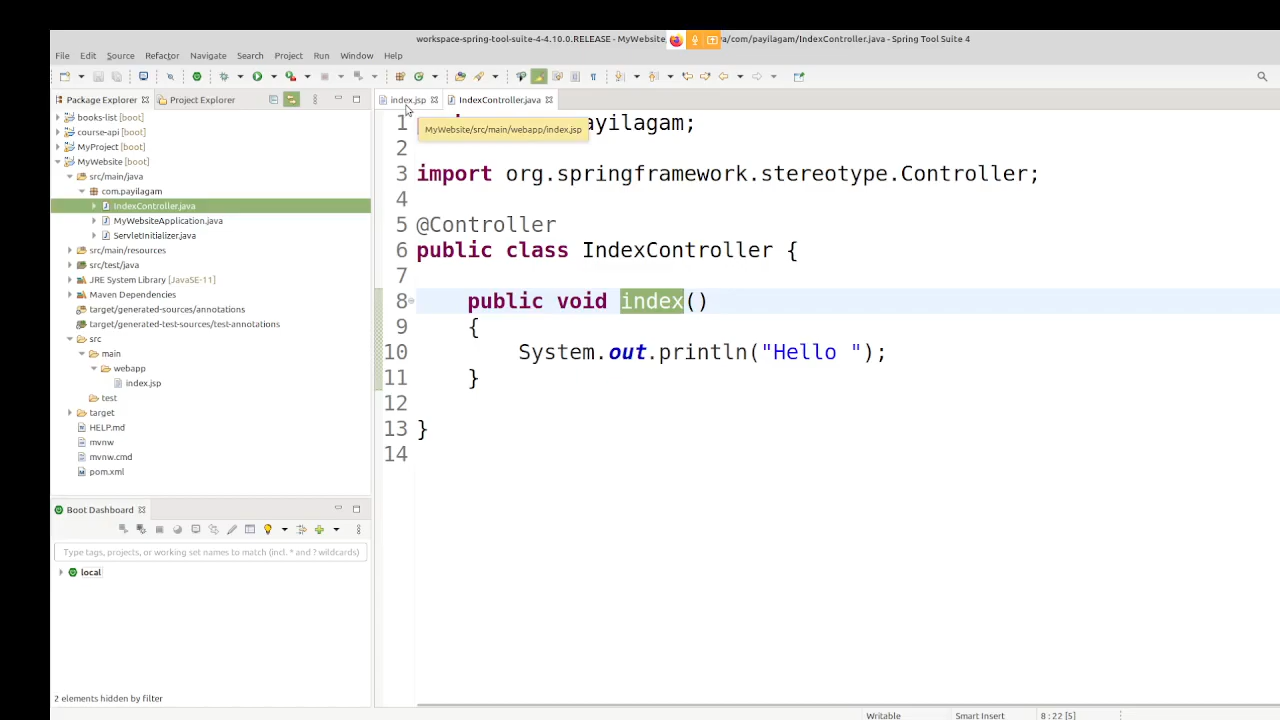 workspace-spring-tool-suite-4-4.10.0.RELEASE - MyWebsite
a/com/payilagam/IndexController.java - Spring Tool Suite 4
File Edit Source Refactor Navigate Search Project Run Window Help
Package Explorer Project Explorer
index.jsp IndexController.java
MyWebsite/src/main/webapp/index.jsp
books-list [boot]
course-api [boot]
MyProject [boot]
MyWebsite [boot]
src/main/java
com.payilagam
IndexController.java
MyWebsiteApplication.java
ServletInitializer.java
src/main/resources
src/test/java
JRE System Library [JavaSE-11]
Maven Dependencies
target/generated-sources/annotations
target/generated-test-sources/test-annotations
src
main
webapp
index.jsp
test
target
HELP.md
mvnw
mvnw.cmd
pom.xml
1 ayilagam;
2
3 import org.springframework.stereotype.Controller;
4
5 @Controller
6 public class IndexController {
7
8 public void index()
9 {
10 System.out.println("Hello ");
11 }
12
13 }
14
Boot Dashboard
Type tags, projects, or working set names to match (incl. * and ? wildcards)
local
2 elements hidden by filter
Writable Smart Insert 8 : 22 [5]